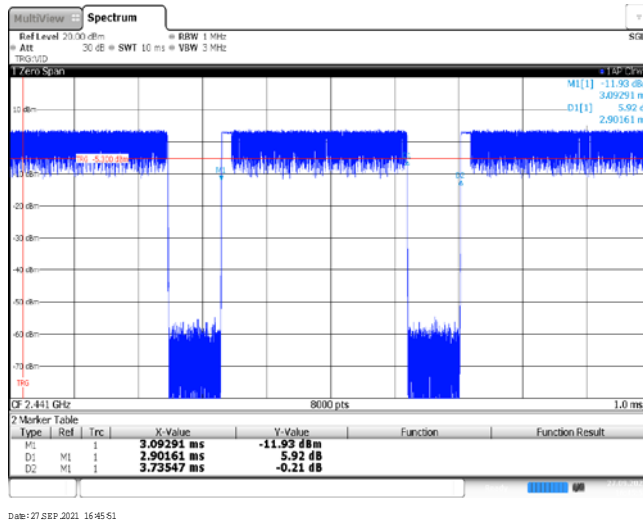 MultiView Spectrum
Ref Level 20.00 dBm RBW 1 MHz SGL
Att 30 dB SWT 10 ms VBW 3 MHz
TRG:VID
1 Zero Span 1AP Clrw
M1[1] -11.93 dB
3.09291 m
10 dBm
D1[1] 5.92 d
2.90161 m
TRG -5.200 dBm
M1
D2
-10 dBm
-20 dBm
-30 dBm
-40 dBm
-50 dBm
-60 dBm
-70 dBm
TRG
CF 2.441 GHz 8000 pts 1.0 ms
2 Marker Table
Type Ref Trc X-Value Y-Value Function Function Result
M1 1 3.09291 ms -11.93 dBm
D1 M1 1 2.90161 ms 5.92 dB
D2 M1 1 3.73547 ms -0.21 dB
Date: 27.SEP.2021 16:45:51